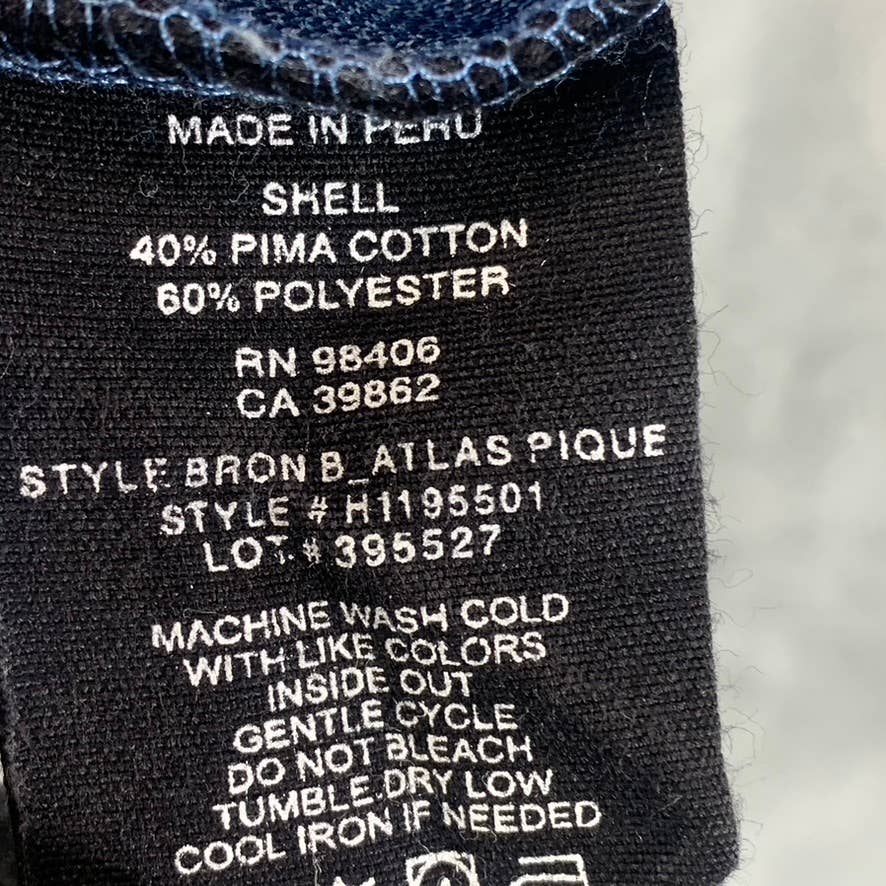 MADE IN PERU
SHELL
40% PIMA COTTON
60% POLYESTER
RN 98406
CA 39862
STYLE BRON B_ATLAS PIQUE
STYLE # H1195501
LOT # 395527
MACHINE WASH COLD
WITH LIKE COLORS
INSIDE OUT
GENTLE CYCLE
DO NOT BLEACH
TUMBLE DRY LOW
COOL IRON IF NEEDED